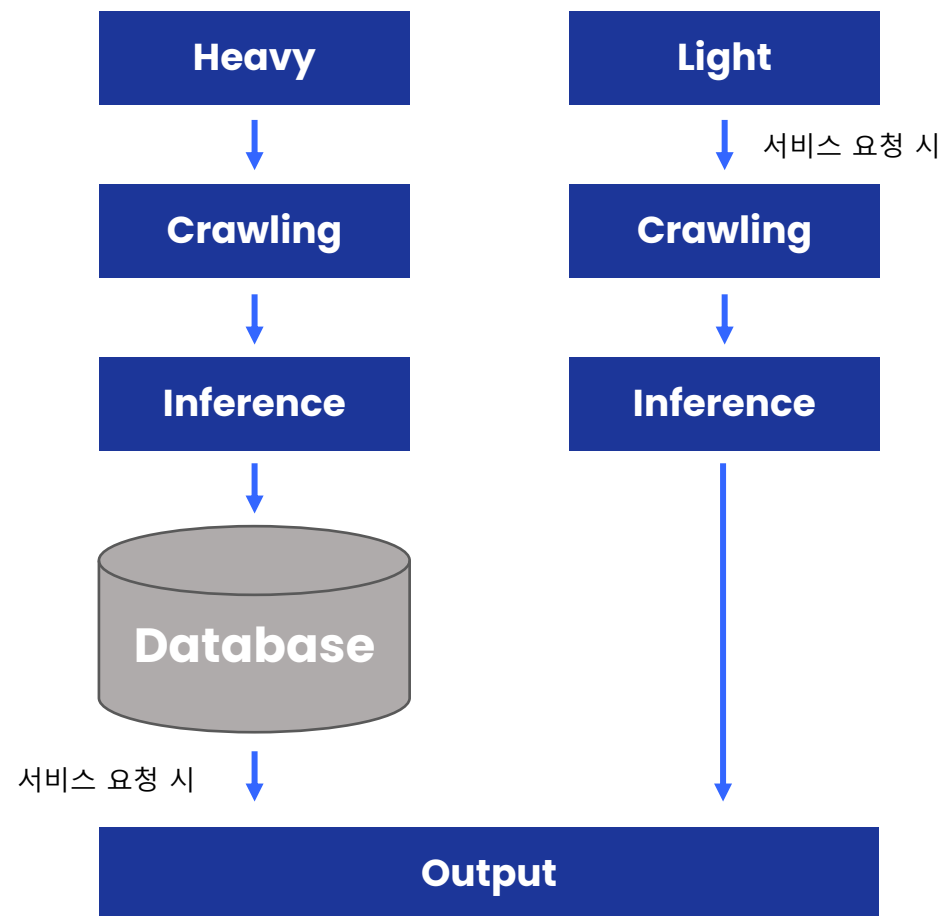 Heavy
Light
서비스 요청 시
Crawling
Crawling
Inference
Inference
Database
서비스 요청 시
Output